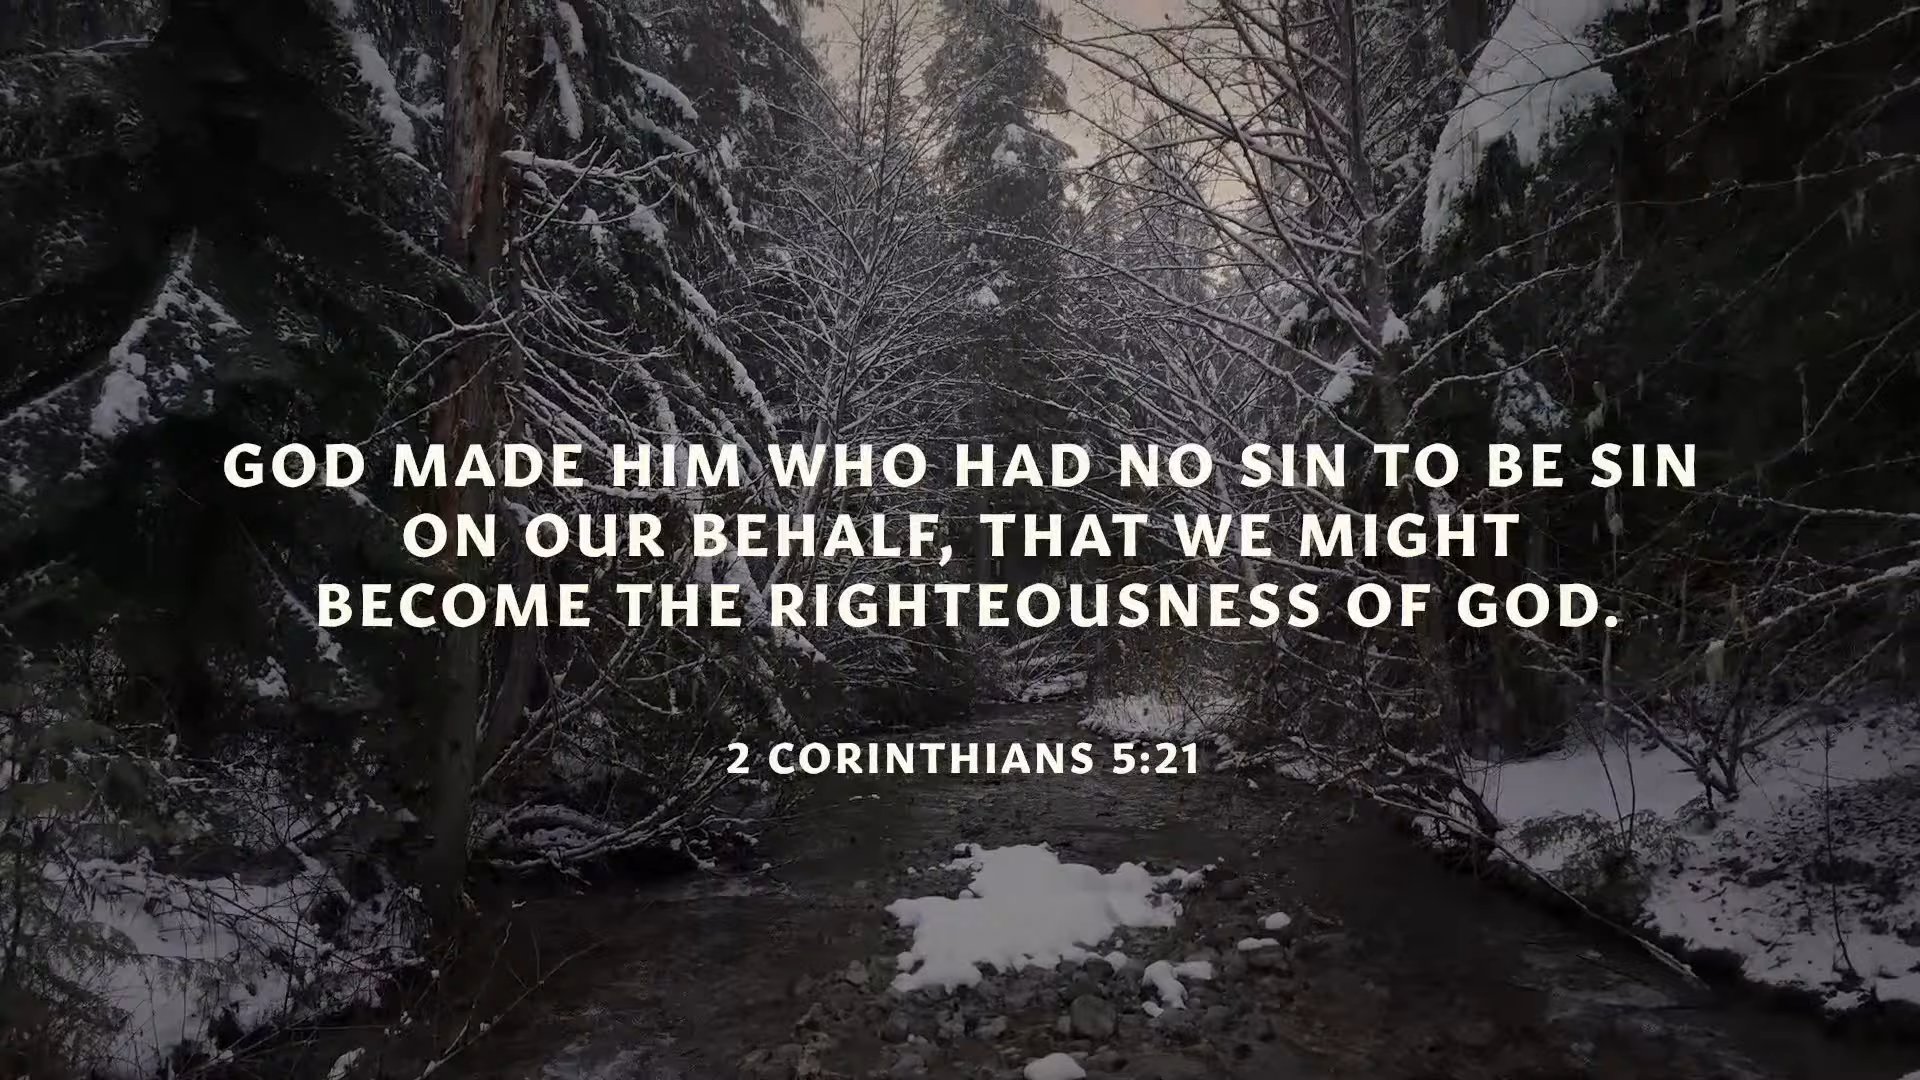 GOD MADE HIM WHO HAD NO SIN TO BE SIN
ON OUR BEHALF, THAT WE MIGHT
BECOME THE RIGHTEOUSNESS OF GOD.
2 CORINTHIANS 5:21